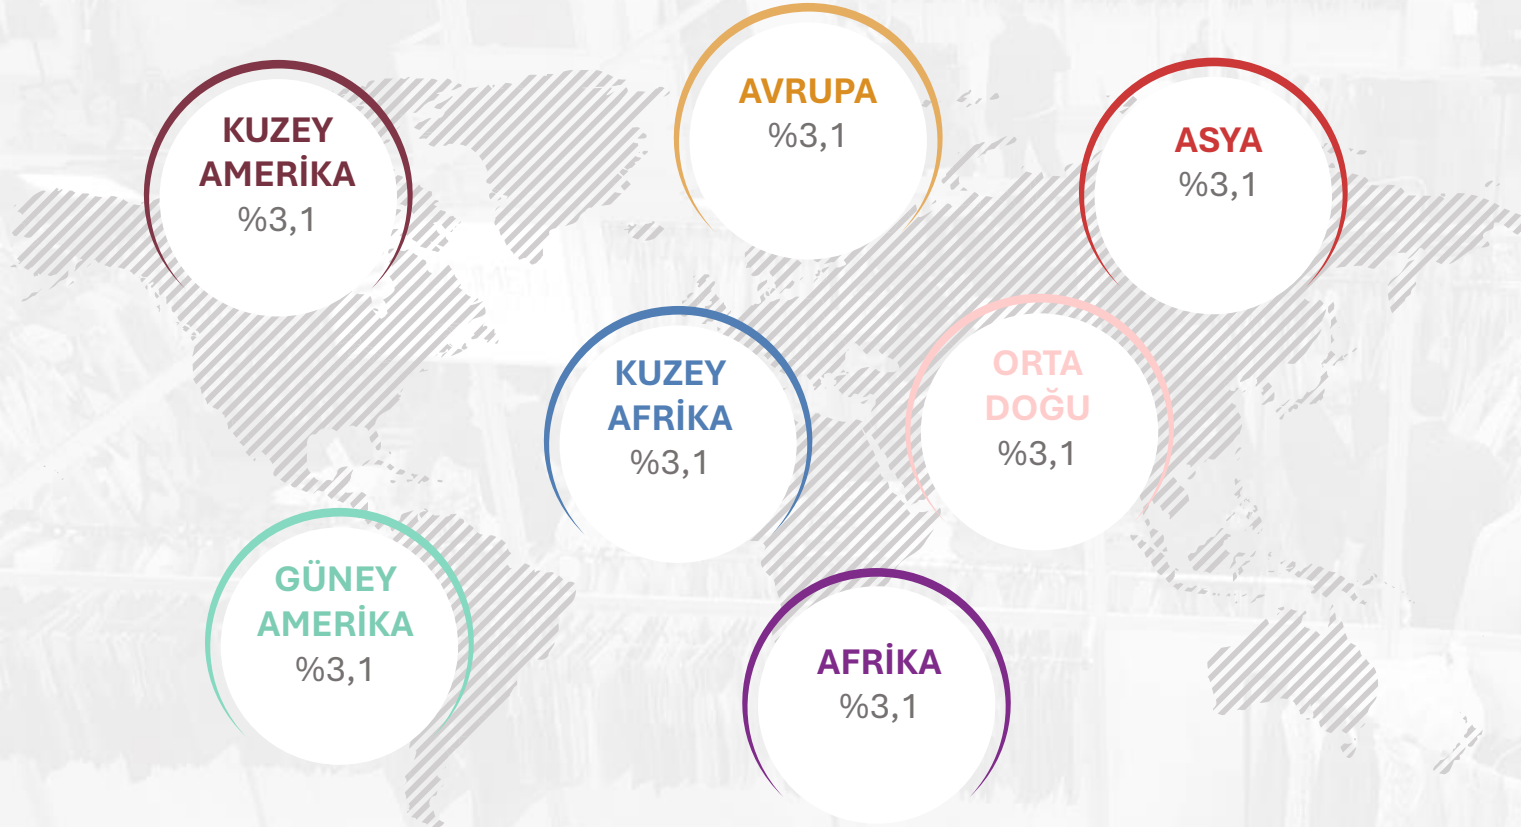 KUZEY
AMERİKA
%3,1
AVRUPA
%3,1
ASYA
%3,1
KUZEY
AFRİKA
%3,1
ORTA
DOĞU
%3,1
GÜNEY
AMERİKA
%3,1
AFRİKA
%3,1